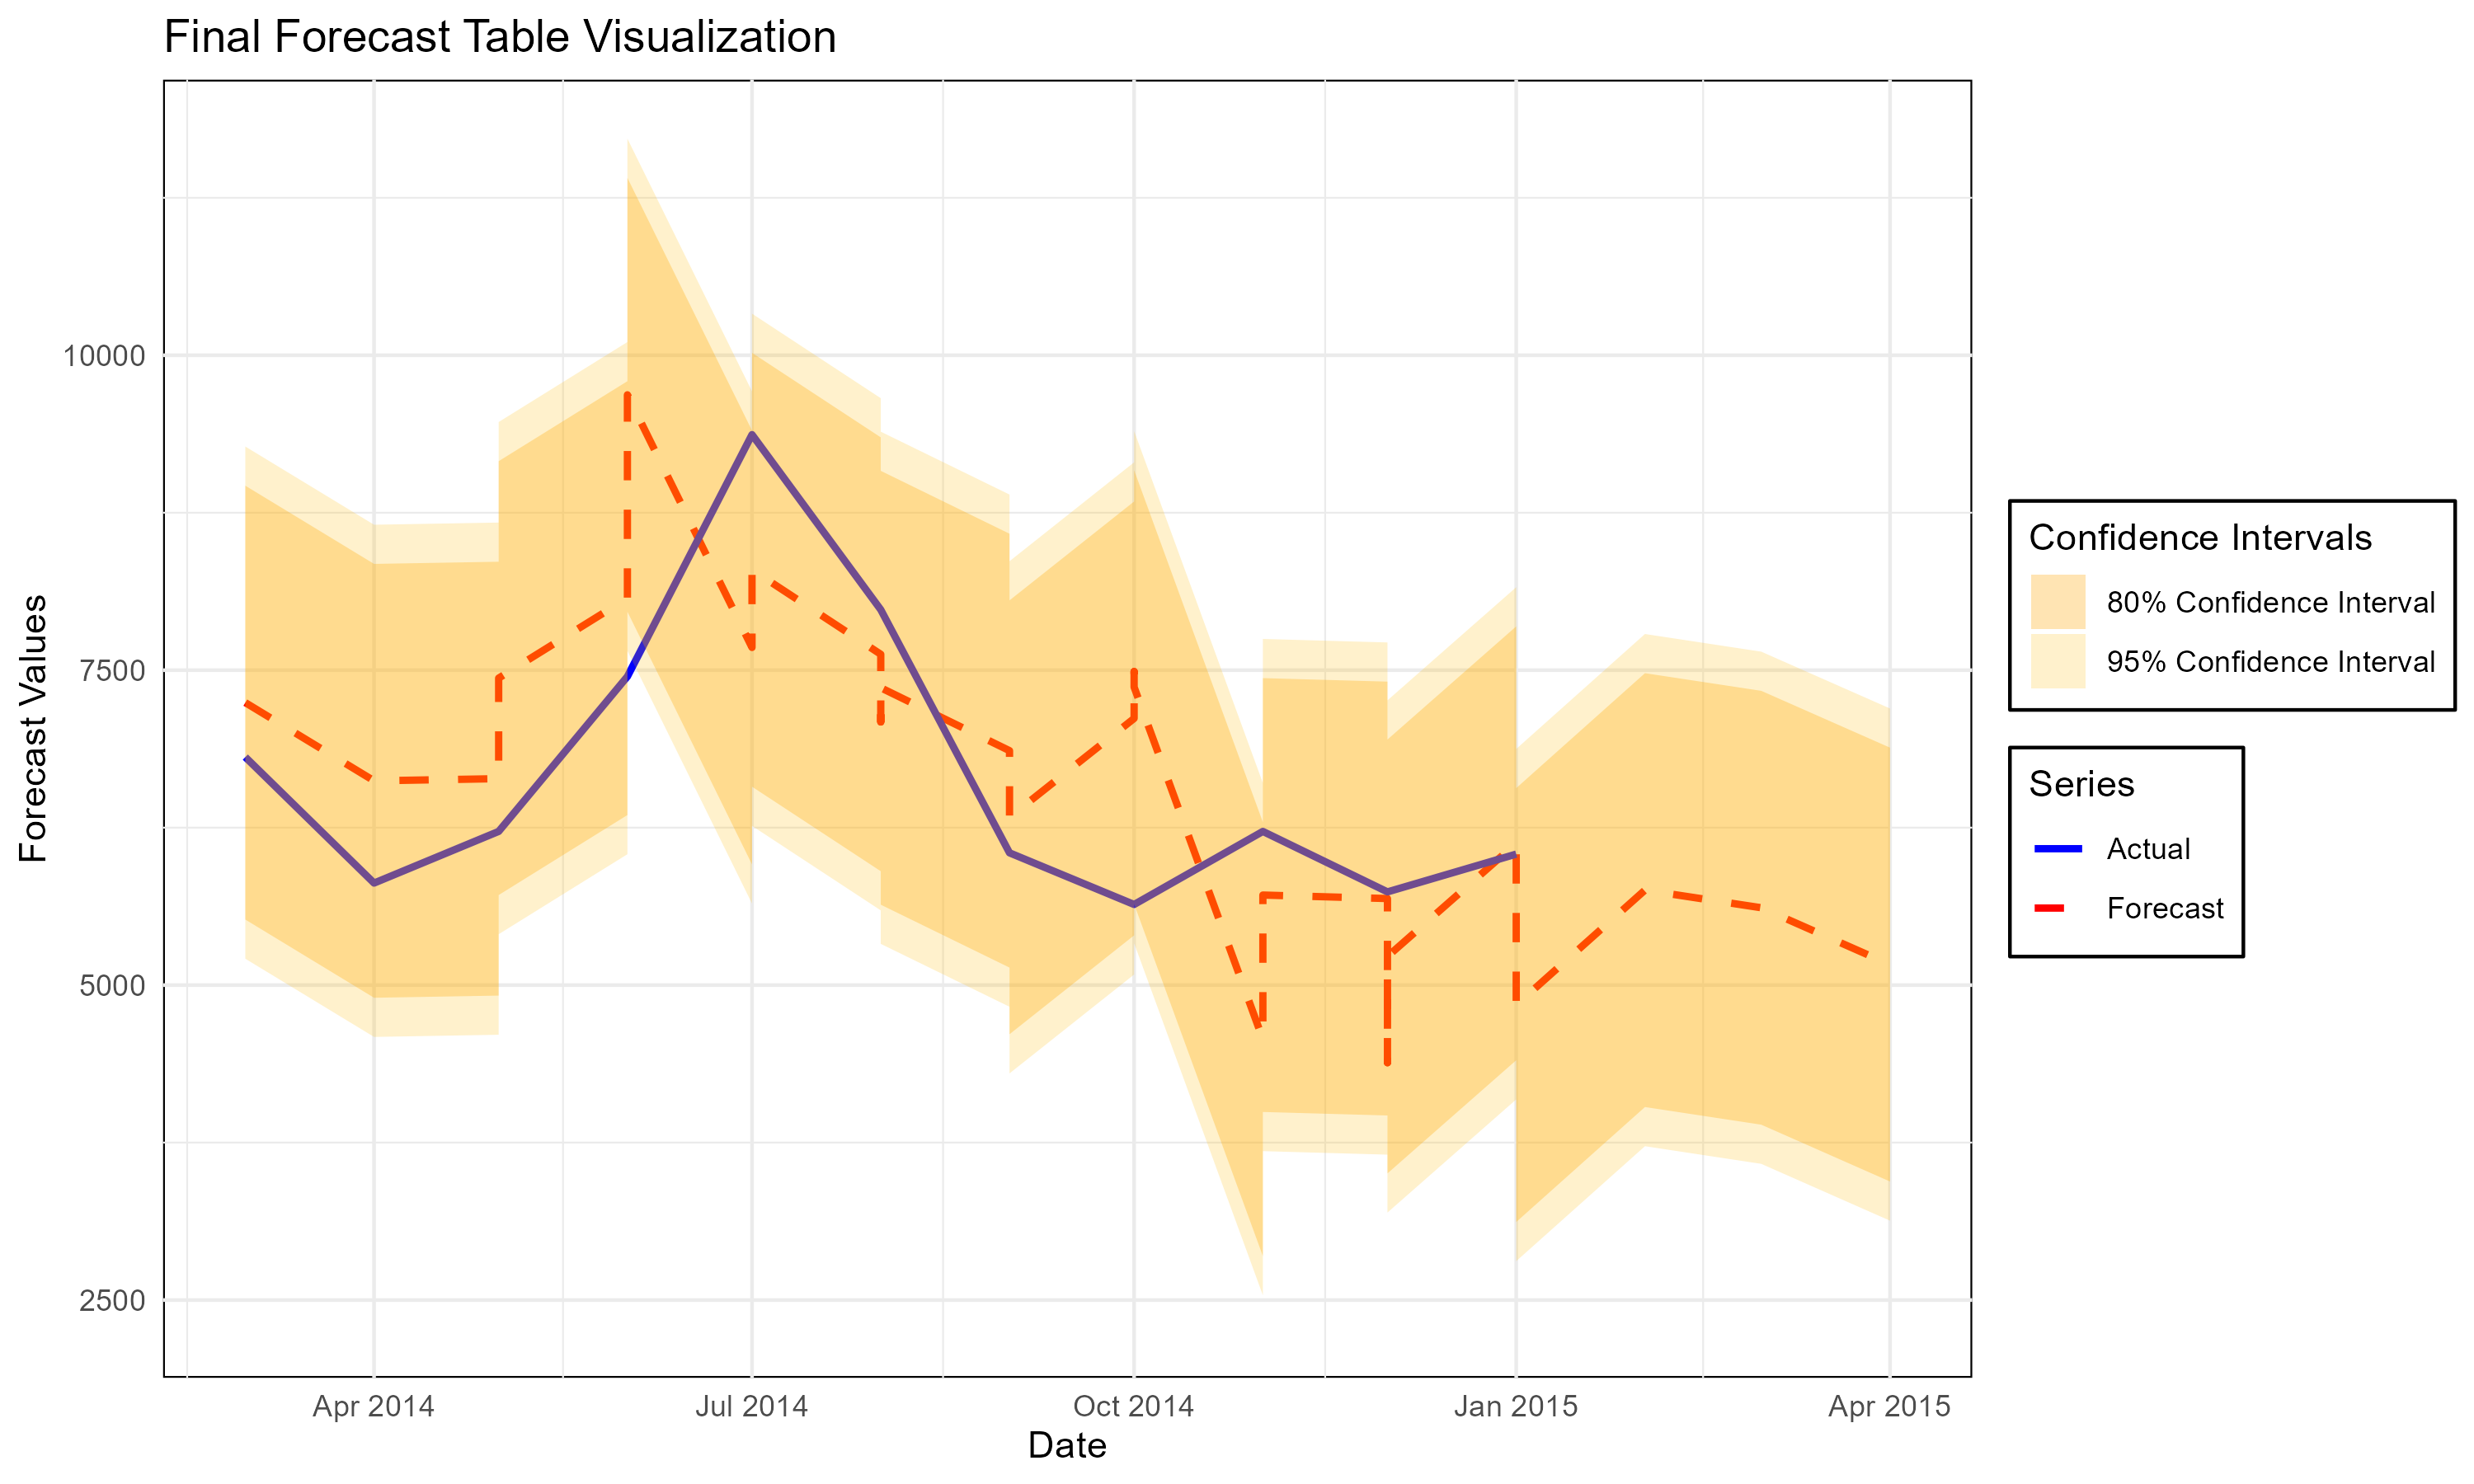 Final Forecast Table Visualization
Forecast Values
10000
7500
5000
2500
Apr 2014
Jul 2014
Oct 2014
Jan 2015
Apr 2015
Date
Confidence Intervals
80% Confidence Interval
95% Confidence Interval
Series
Actual
Forecast